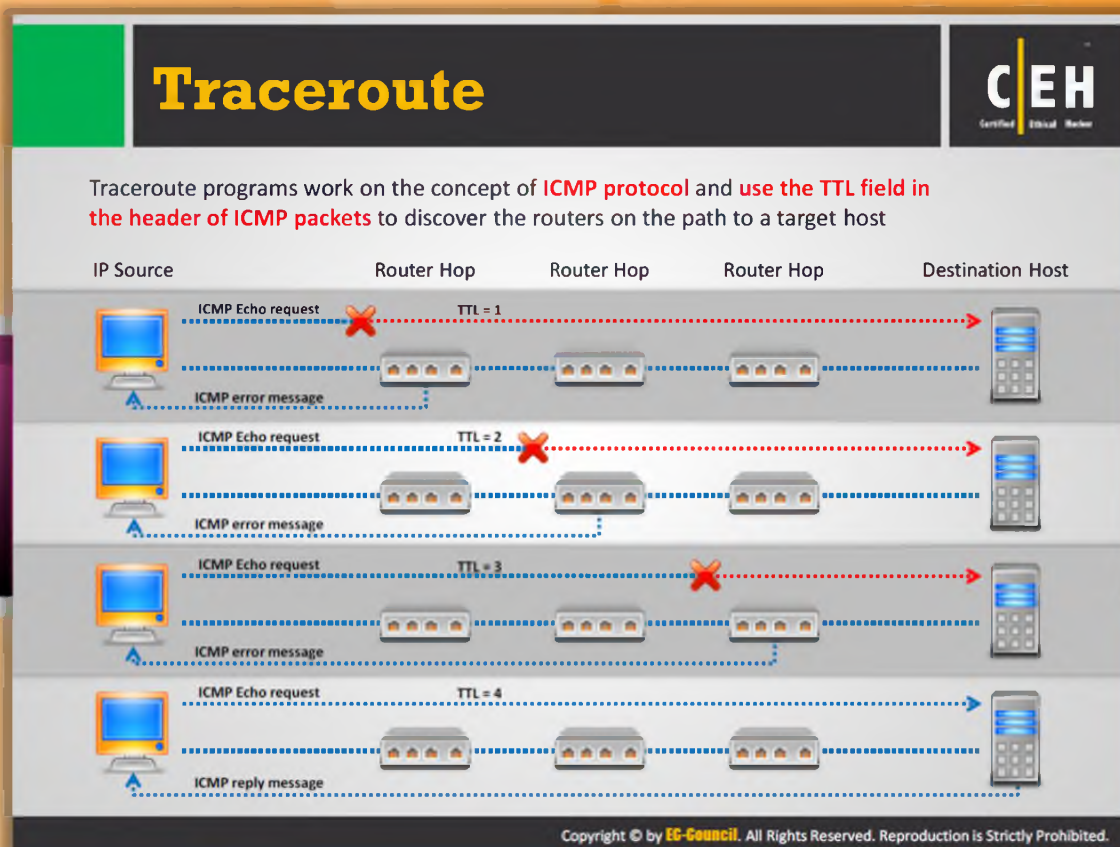 Traceroute
C EH
Certified Ethical Hacker
Traceroute programs work on the concept of ICMP protocol and use the TTL field in
the header of ICMP packets to discover the routers on the path to a target host
IP Source Router Hop Router Hop Router Hop Destination Host
ICMP Echo request TTL = 1
ICMP error message
ICMP Echo request TTL = 2
ICMP error message
ICMP Echo request TTL = 3
ICMP error message
ICMP Echo request TTL = 4
ICMP reply message
Copyright © by EG-Council. All Rights Reserved. Reproduction is Strictly Prohibited.